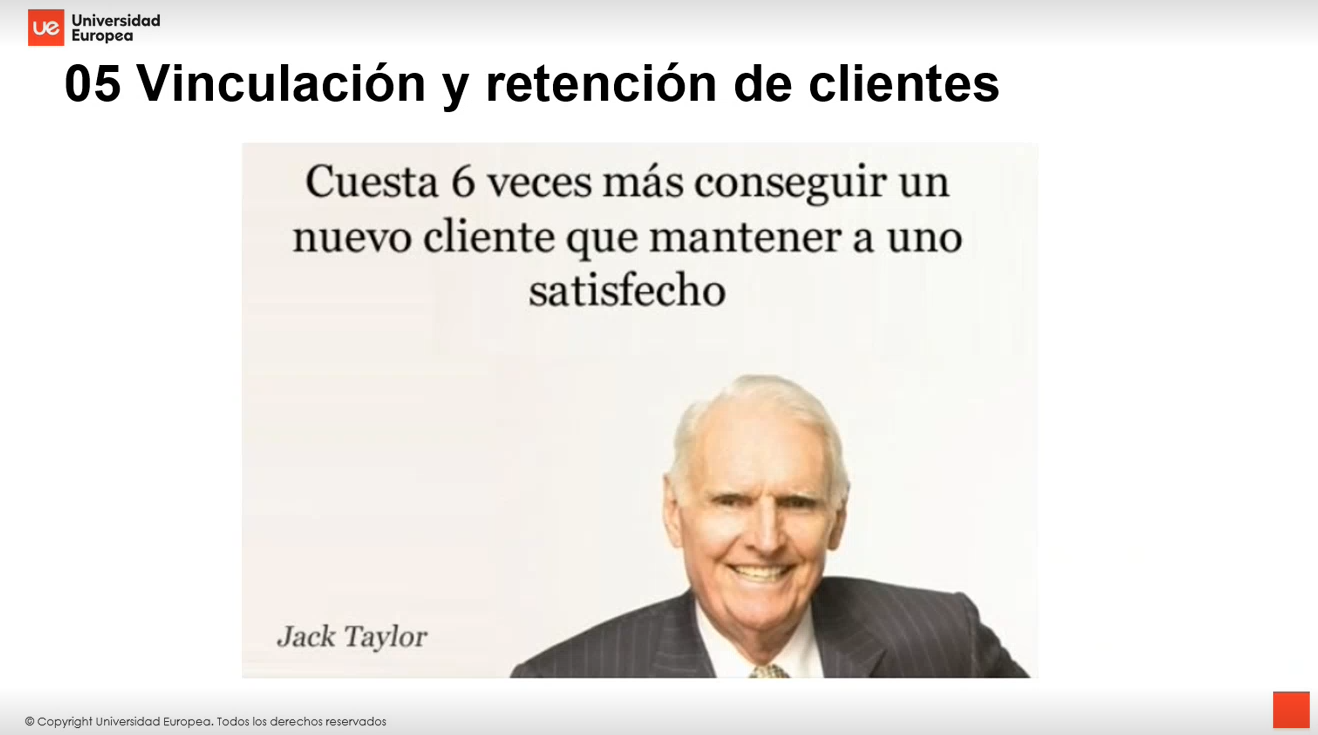 ue Universidad
Europea
05 Vinculación y retención de clientes
Cuesta 6 veces más conseguir un
nuevo cliente que mantener a uno
satisfecho
Jack Taylor
© Copyright Universidad Europea. Todos los derechos reservados